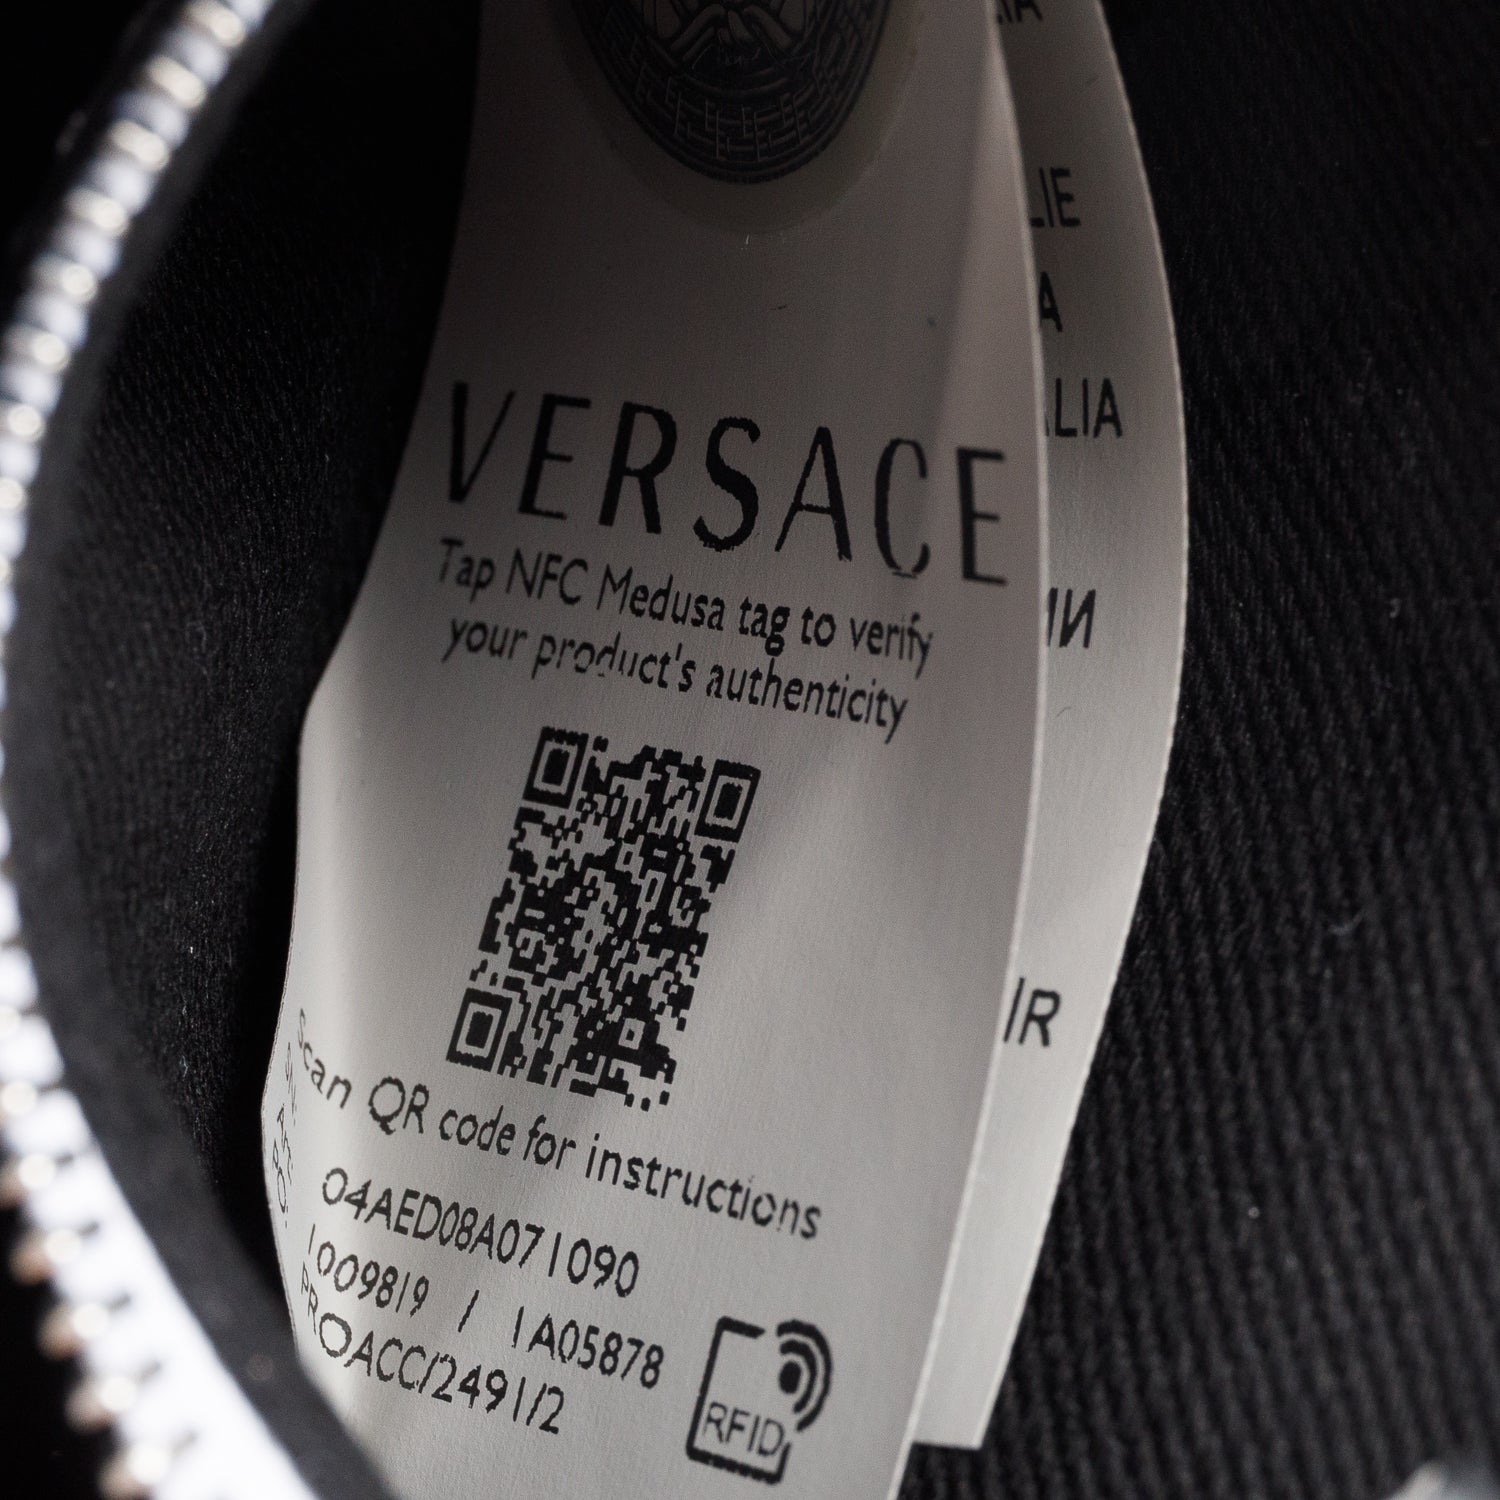 VERSACE
Tap NFC Medusa tag to verify
your product's authenticity
Scan QR code for instructions
04AED08A071090
1009819 / 1A05878
PROACC/2491/2
RFID